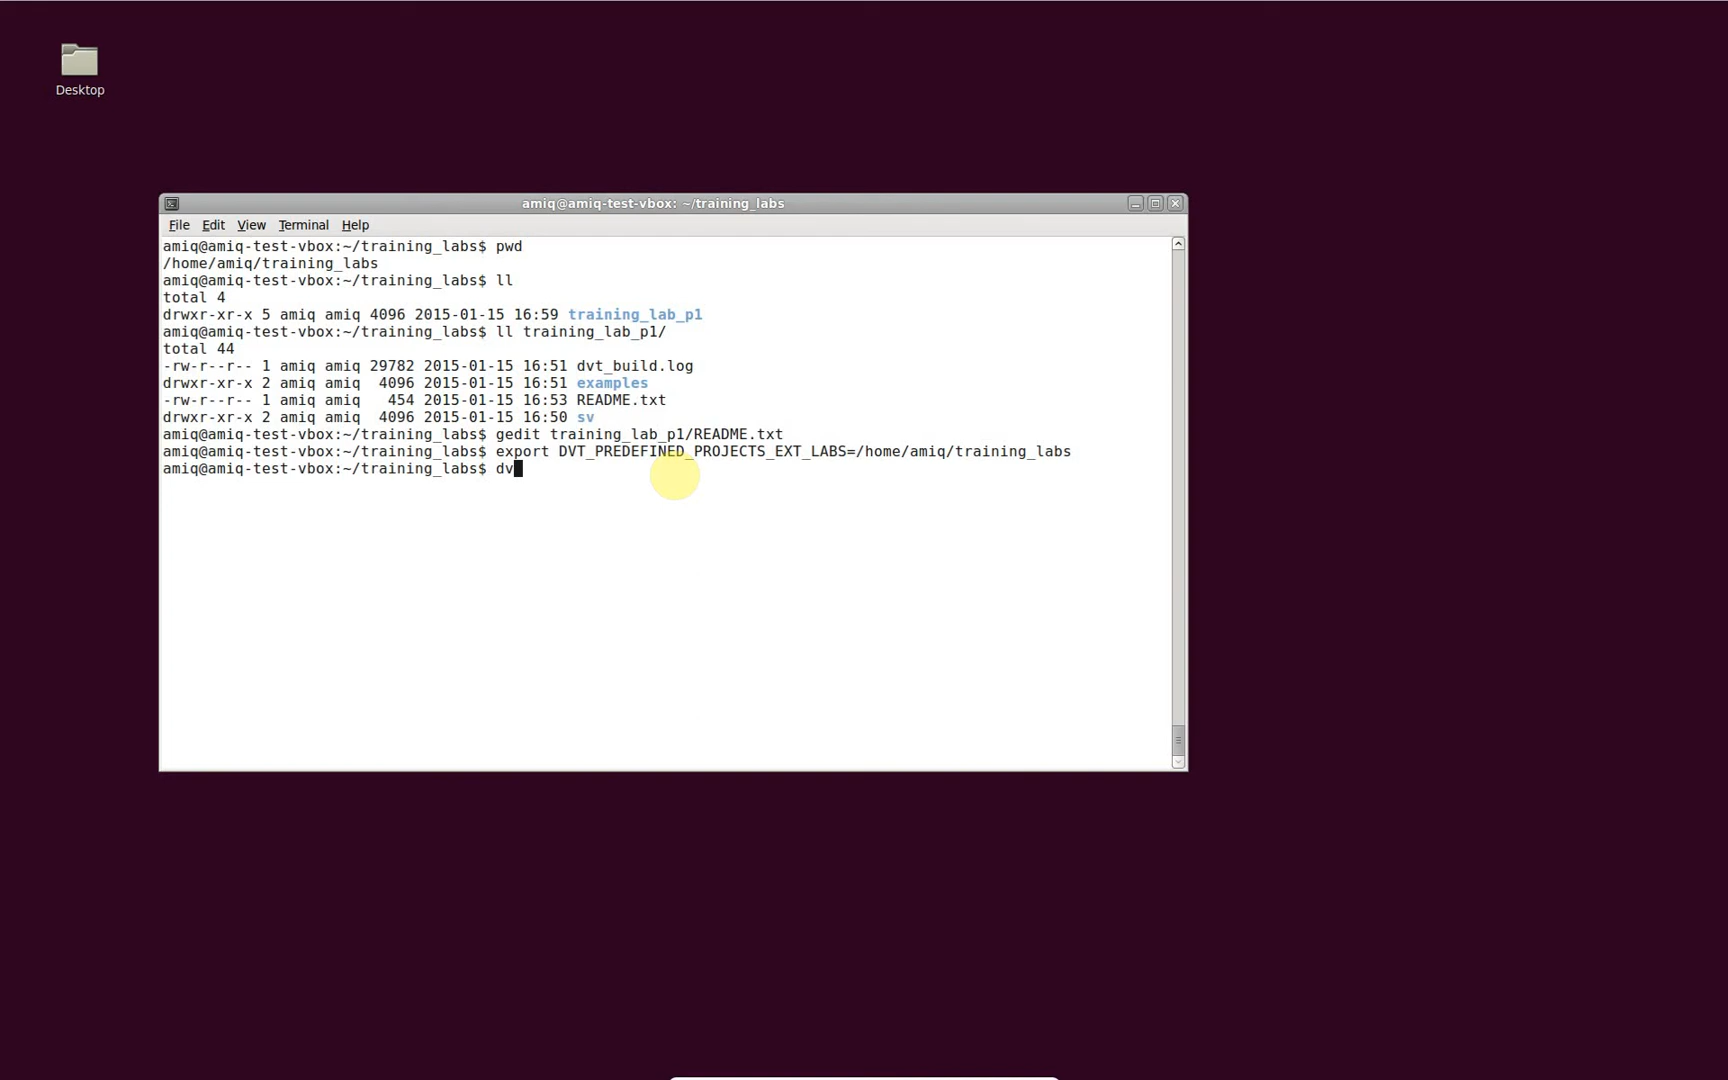 Desktop
amiq@amiq-test-vbox: ~/training_labs
File Edit View Terminal Help
amiq@amiq-test-vbox:~/training_labs$ pwd
/home/amiq/training_labs
amiq@amiq-test-vbox:~/training_labs$ ll
total 4
drwxr-xr-x 5 amiq amiq 4096 2015-01-15 16:59 training_lab_p1
amiq@amiq-test-vbox:~/training_labs$ ll training_lab_p1/
total 44
-rw-r--r-- 1 amiq amiq 29782 2015-01-15 16:51 dvt_build.log
drwxr-xr-x 2 amiq amiq  4096 2015-01-15 16:51 examples
-rw-r--r-- 1 amiq amiq   454 2015-01-15 16:53 README.txt
drwxr-xr-x 2 amiq amiq  4096 2015-01-15 16:50 sv
amiq@amiq-test-vbox:~/training_labs$ gedit training_lab_p1/README.txt
amiq@amiq-test-vbox:~/training_labs$ export DVT_PREDEFINED_PROJECTS_EXT_LABS=/home/amiq/training_labs
amiq@amiq-test-vbox:~/training_labs$ dv